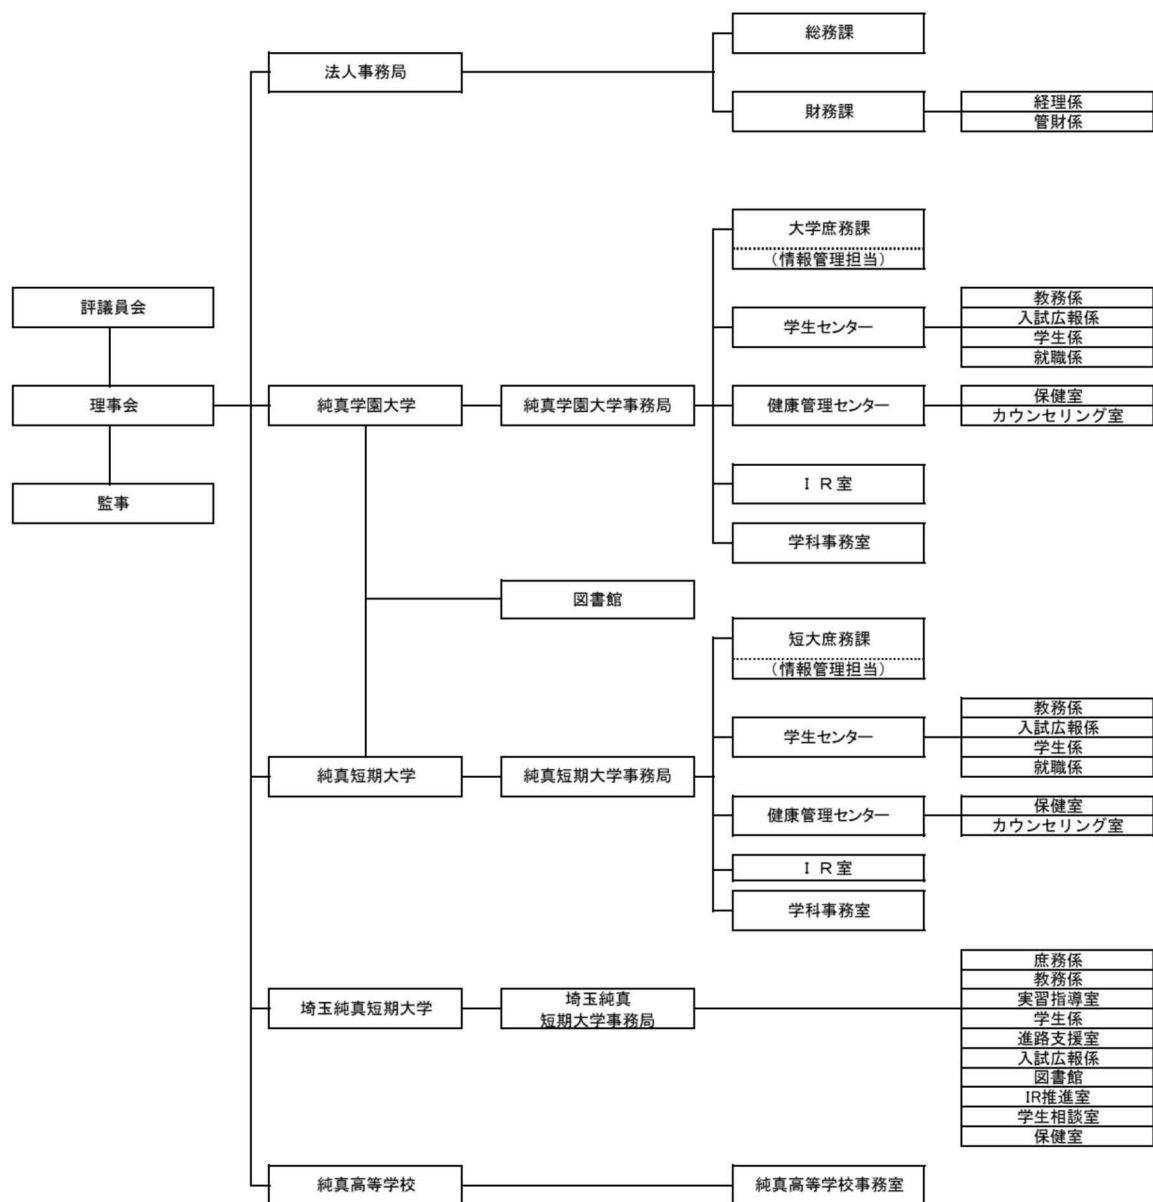 総務課
法人事務局
財務課
経理係
管財係
大学庶務課
（情報管理担当）
評議員会
学生センター
教務係
入試広報係
学生係
就職係
理事会
純真学園大学
純真学園大学事務局
健康管理センター
保健室
カウンセリング室
監事
ＩＲ室
学科事務室
図書館
短大庶務課
（情報管理担当）
学生センター
教務係
入試広報係
学生係
就職係
純真短期大学
純真短期大学事務局
健康管理センター
保健室
カウンセリング室
ＩＲ室
学科事務室
埼玉純真短期大学
埼玉純真
短期大学事務局
庶務係
教務係
実習指導室
学生係
進路支援室
入試広報係
図書館
IR推進室
学生相談室
保健室
純真高等学校
純真高等学校事務室